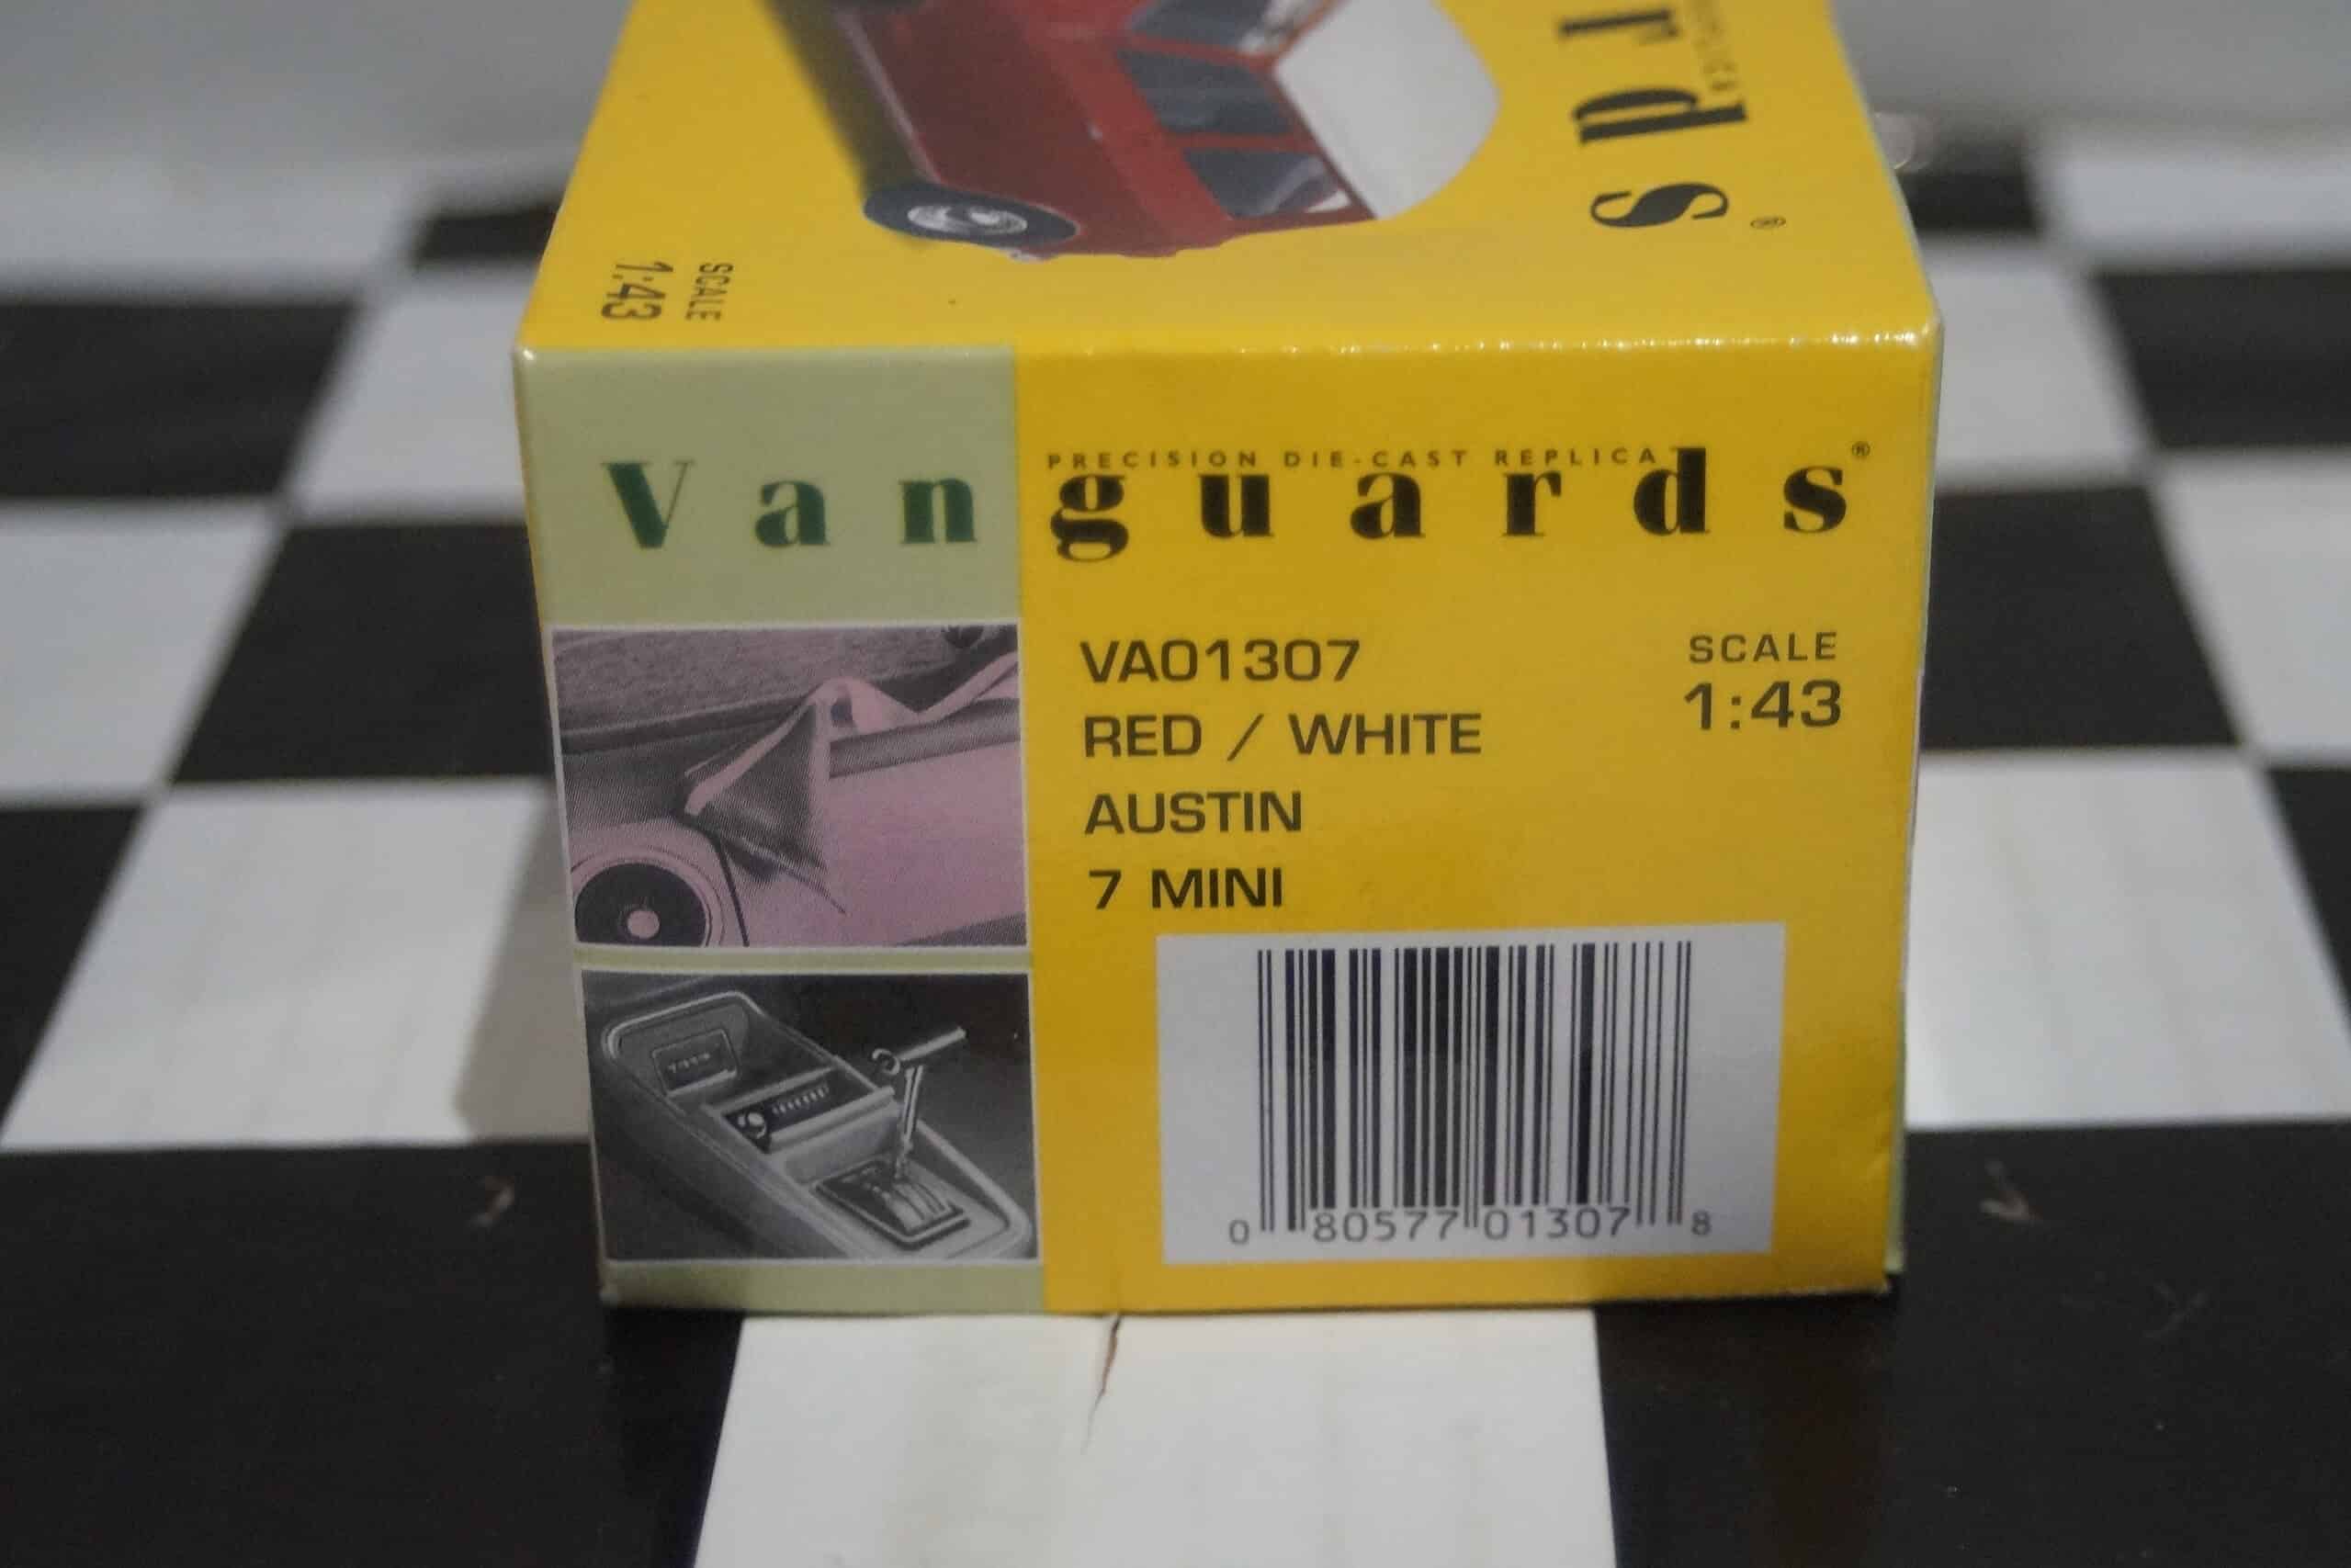 rds®
SCALE
1:43
PRECISION DIE-CAST REPLICA
Vanguards®
VA01307
RED / WHITE
AUSTIN
7 MINI
SCALE
1:43
0 80577 01307 8